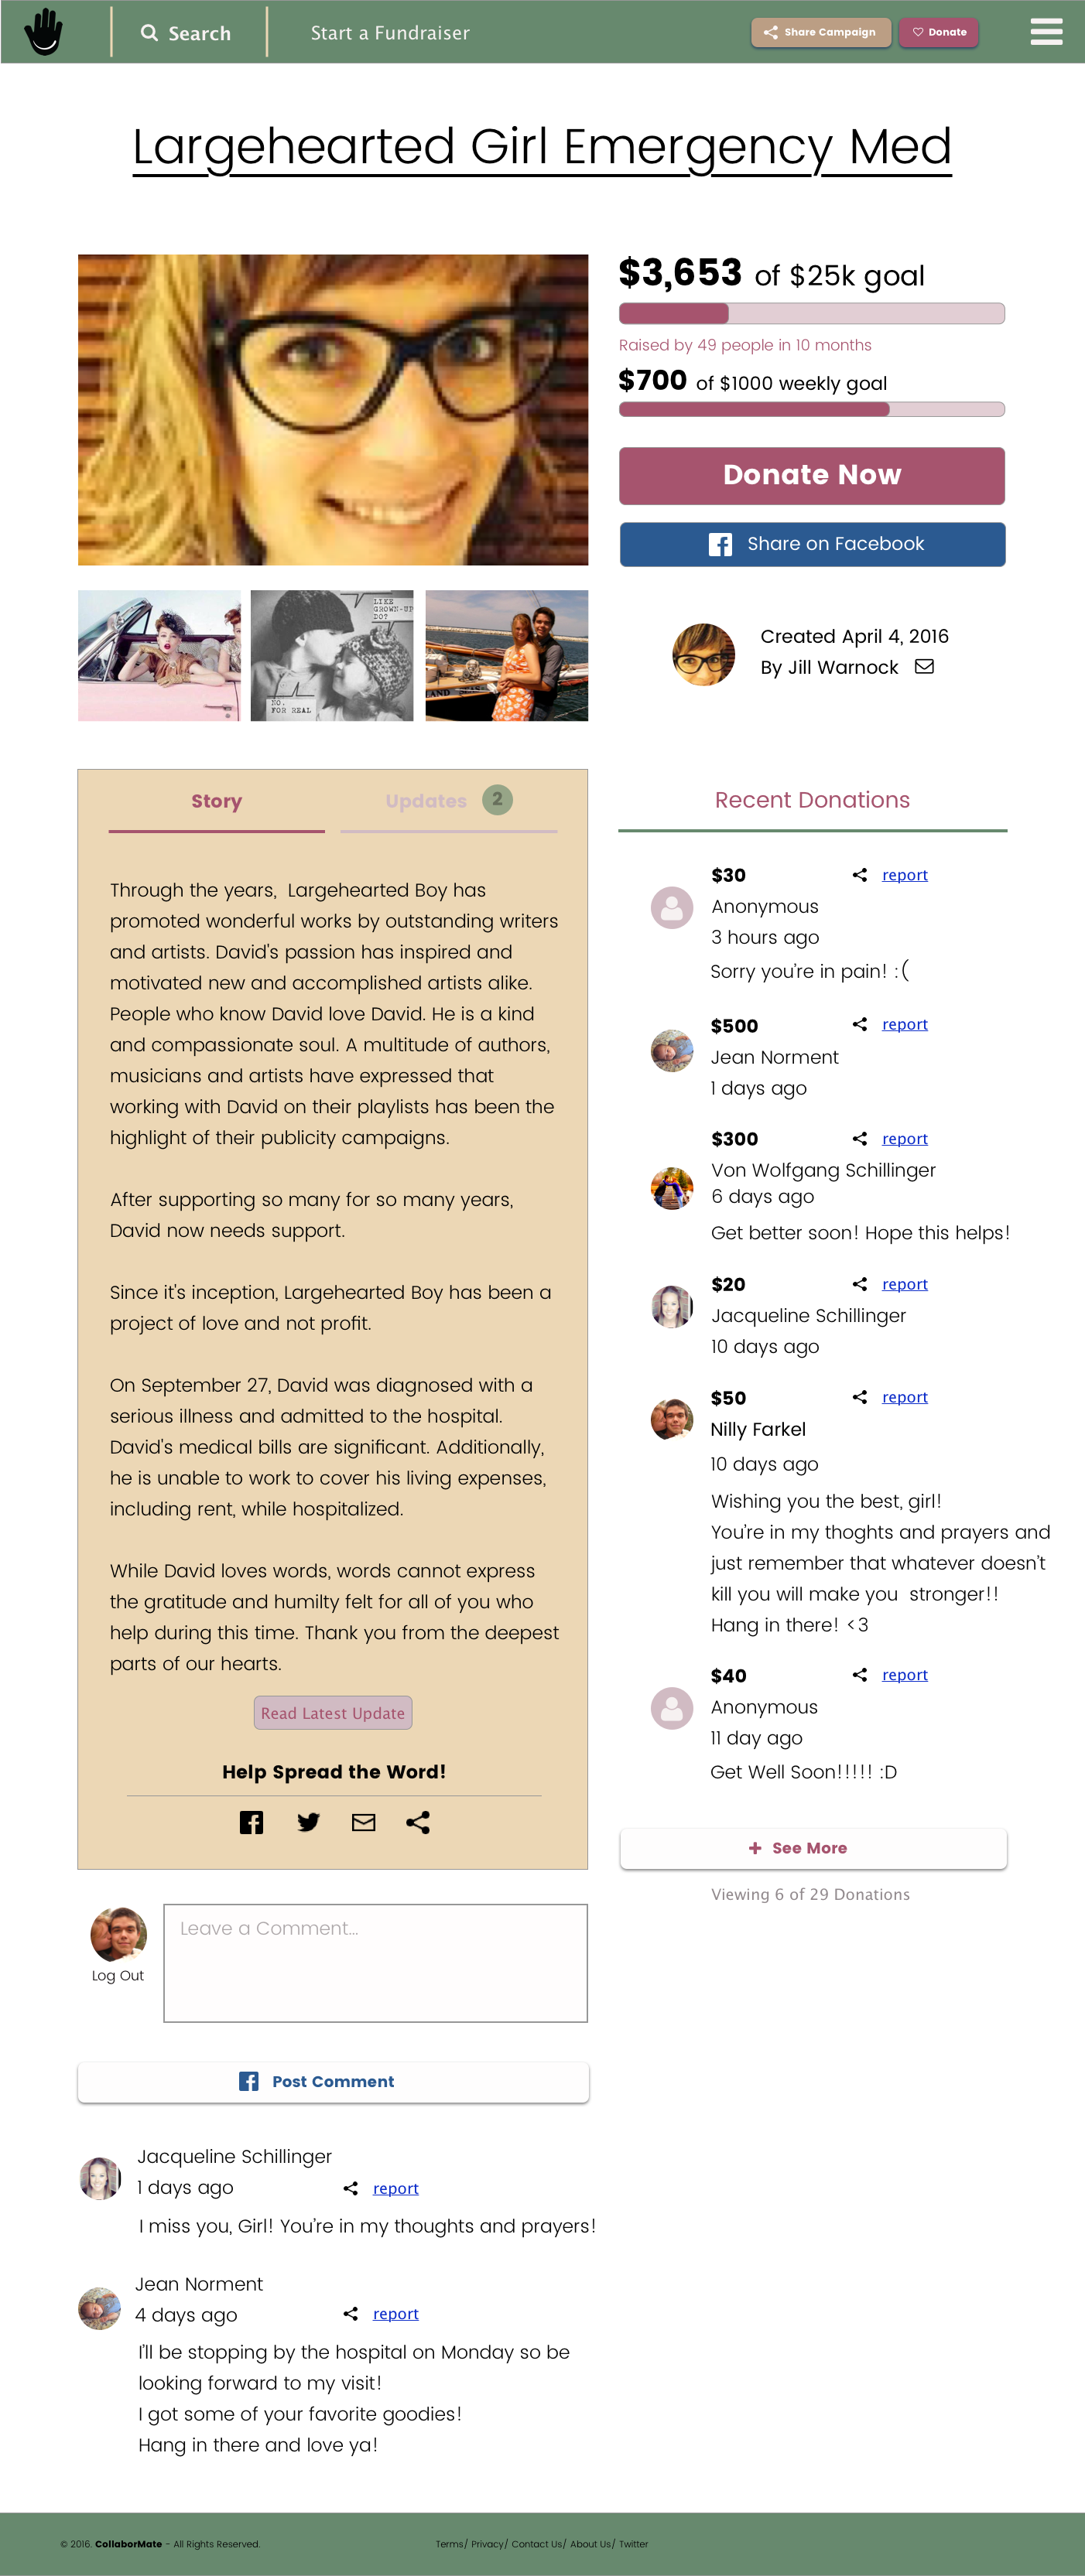 Search
Start a Fundraiser
Share Campaign
Donate
Largehearted Girl Emergency Med
$3,653 of $25k goal
Raised by 49 people in 10 months
$700 of $1000 weekly goal
Donate Now
Share on Facebook
LIKE
GROWN-UP
DO?
NO.
FOR REAL
AND
Created April 4, 2016
By Jill Warnock
Story
Updates 2
Through the years,  Largehearted Boy has
promoted wonderful works by outstanding writers
and artists. David's passion has inspired and
motivated new and accomplished artists alike.
People who know David love David. He is a kind
and compassionate soul. A multitude of authors,
musicians and artists have expressed that
working with David on their playlists has been the
highlight of their publicity campaigns.
After supporting so many for so many years,
David now needs support.
Since it's inception, Largehearted Boy has been a
project of love and not profit.
On September 27, David was diagnosed with a
serious illness and admitted to the hospital.
David's medical bills are significant. Additionally,
he is unable to work to cover his living expenses,
including rent, while hospitalized.
While David loves words, words cannot express
the gratitude and humilty felt for all of you who
help during this time. Thank you from the deepest
parts of our hearts.
Read Latest Update
Help Spread the Word!
Recent Donations
$30 report
Anonymous
3 hours ago
Sorry you're in pain! :(
$500 report
Jean Norment
1 days ago
$300 report
Von Wolfgang Schillinger
6 days ago
Get better soon! Hope this helps!
$20 report
Jacqueline Schillinger
10 days ago
$50 report
Nilly Farkel
10 days ago
Wishing you the best, girl!
You're in my thoghts and prayers and
just remember that whatever doesn't
kill you will make you  stronger!!
Hang in there! <3
$40 report
Anonymous
11 day ago
Get Well Soon!!!!! :D
See More
Viewing 6 of 29 Donations
Log Out
Leave a Comment...
Post Comment
Jacqueline Schillinger
1 days ago report
I miss you, Girl! You're in my thoughts and prayers!
Jean Norment
4 days ago report
I'll be stopping by the hospital on Monday so be
looking forward to my visit!
I got some of your favorite goodies!
Hang in there and love ya!
© 2016. CollaborMate - All Rights Reserved.
Terms/ Privacy/ Contact Us/ About Us/ Twitter